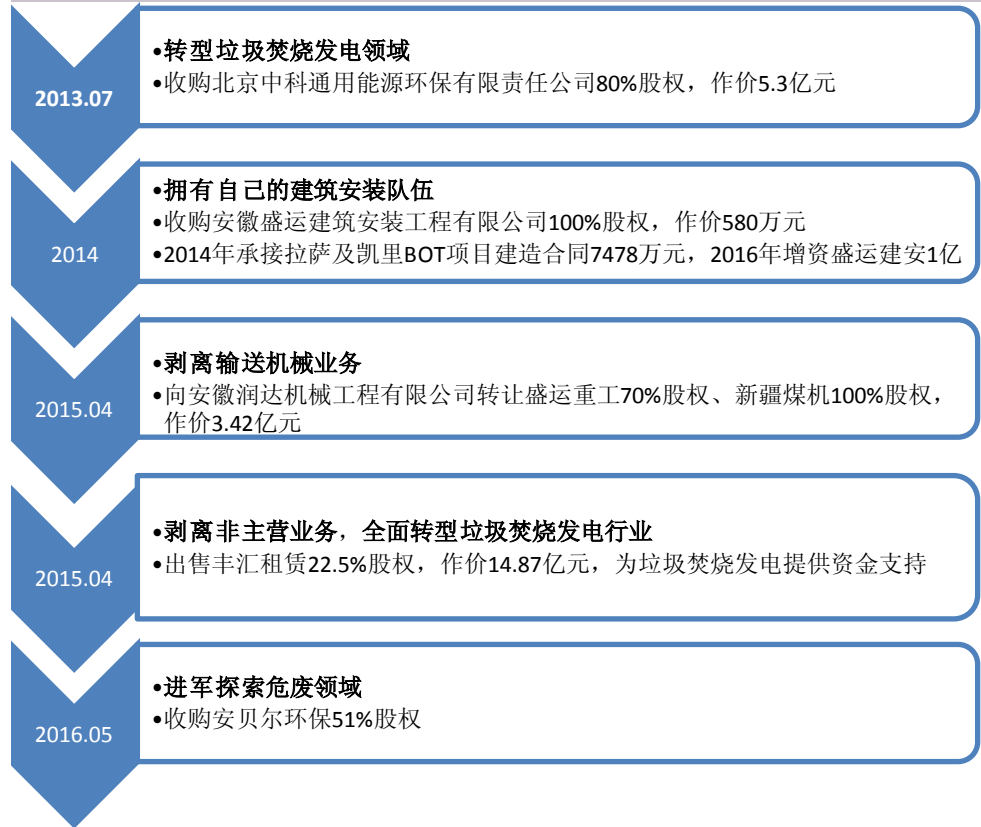 2013.07
•转型垃圾焚烧发电领域
•收购北京中科通用能源环保有限责任公司80%股权，作价5.3亿元
2014
•拥有自己的建筑安装队伍
•收购安徽盛运建筑安装工程有限公司100%股权，作价580万元
•2014年承接拉萨及凯里BOT项目建造合同7478万元，2016年增资盛运建安1亿
2015.04
•剥离输送机械业务
•向安徽润达机械工程有限公司转让盛运重工70%股权、新疆煤机100%股权，
作价3.42亿元
2015.04
•剥离非主营业务，全面转型垃圾焚烧发电行业
•出售丰汇租赁22.5%股权，作价14.87亿元，为垃圾焚烧发电提供资金支持
2016.05
•进军探索危废领域
•收购安贝尔环保51%股权